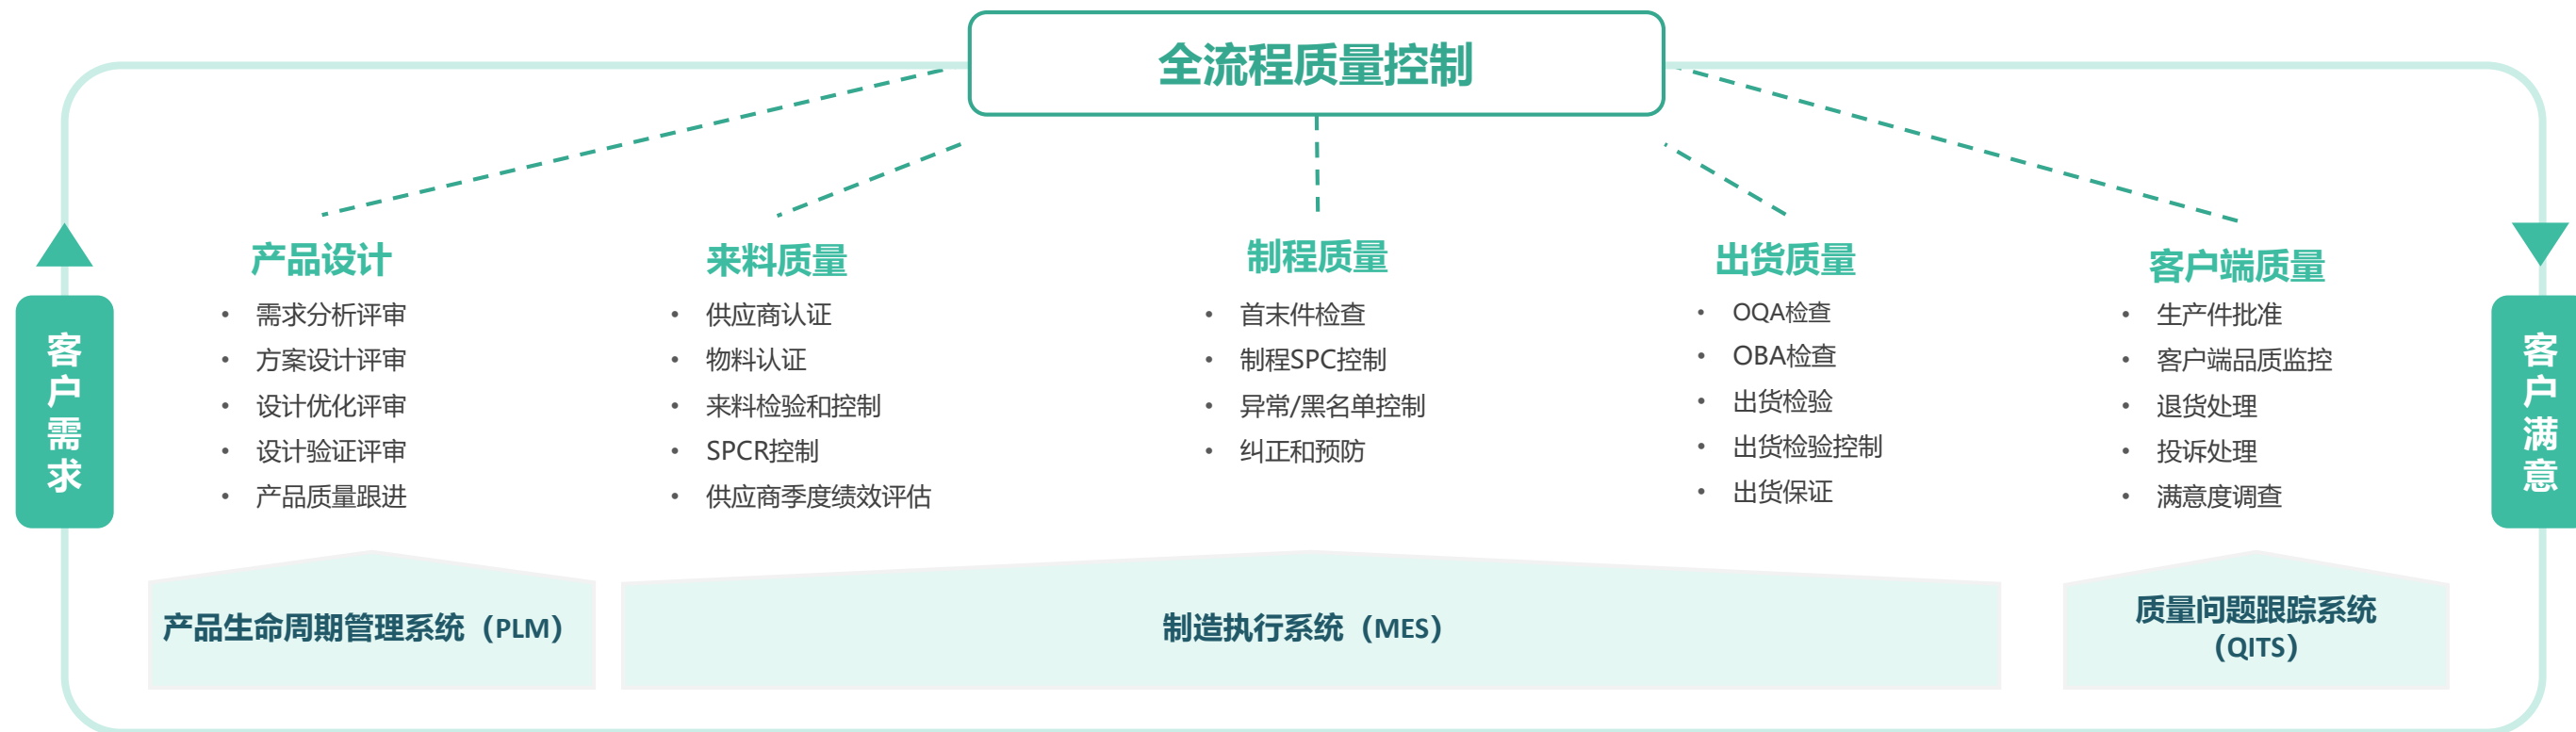 全流程质量控制
客户需求
产品设计
需求分析评审
方案设计评审
设计优化评审
设计验证评审
产品质量跟进
来料质量
供应商认证
物料认证
来料检验和控制
SPCR控制
供应商季度绩效评估
制程质量
首末件检查
制程SPC控制
异常/黑名单控制
纠正和预防
出货质量
OQA检查
OBA检查
出货检验
出货检验控制
出货保证
客户端质量
生产件批准
客户端品质监控
退货处理
投诉处理
满意度调查
客户满意
产品生命周期管理系统（PLM）
制造执行系统（MES）
质量问题跟踪系统
（QITS）